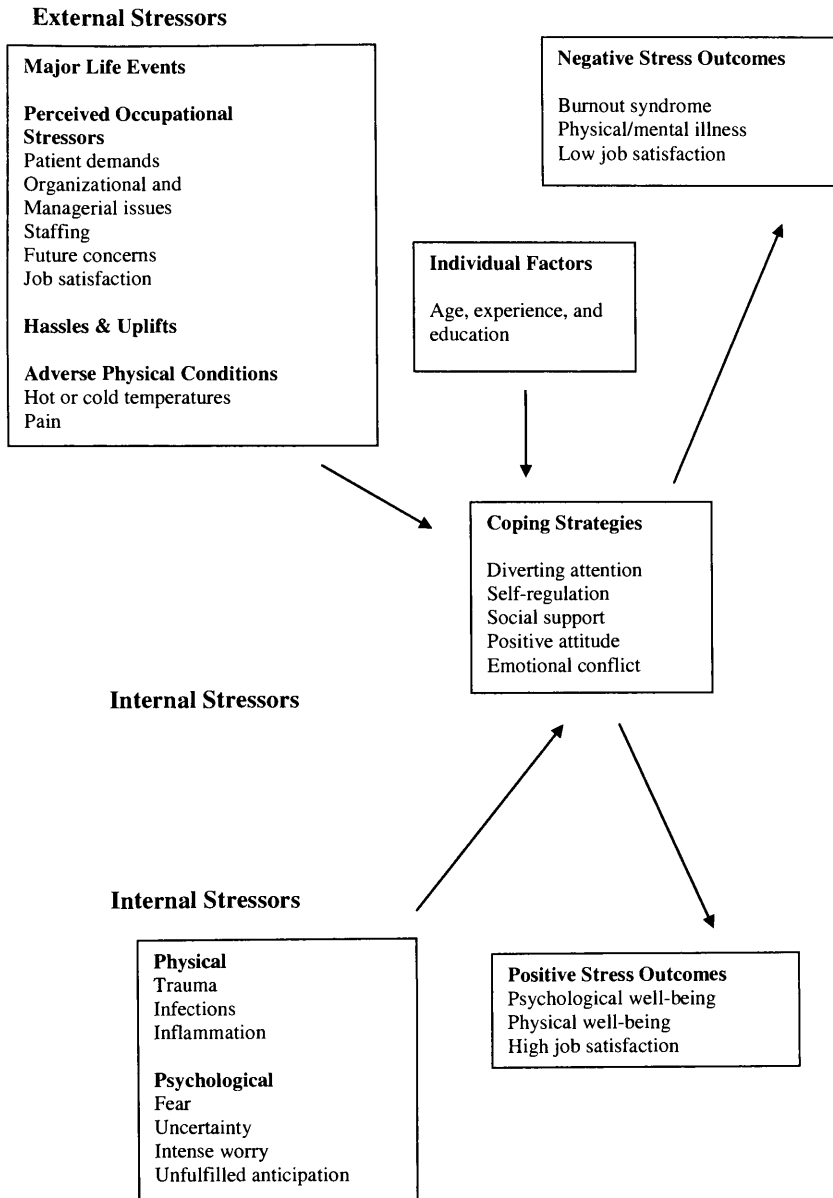 External Stressors
Major Life Events
Perceived Occupational
Stressors
Patient demands
Organizational and
Managerial issues
Staffing
Future concerns
Job satisfaction
Hassles & Uplifts
Adverse Physical Conditions
Hot or cold temperatures
Pain
Negative Stress Outcomes
Burnout syndrome
Physical/mental illness
Low job satisfaction
Individual Factors
Age, experience, and
education
Coping Strategies
Diverting attention
Self-regulation
Social support
Positive attitude
Emotional conflict
Internal Stressors
Internal Stressors
Physical
Trauma
Infections
Inflammation
Psychological
Fear
Uncertainty
Intense worry
Unfulfilled anticipation
Positive Stress Outcomes
Psychological well-being
Physical well-being
High job satisfaction